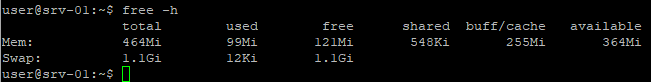 user@srv-01:~$ free -h
total used free shared buff/cache available
Mem: 464Mi 99Mi 121Mi 548Ki 255Mi 364Mi
Swap: 1.1Gi 12Ki 1.1Gi
user@srv-01:~$